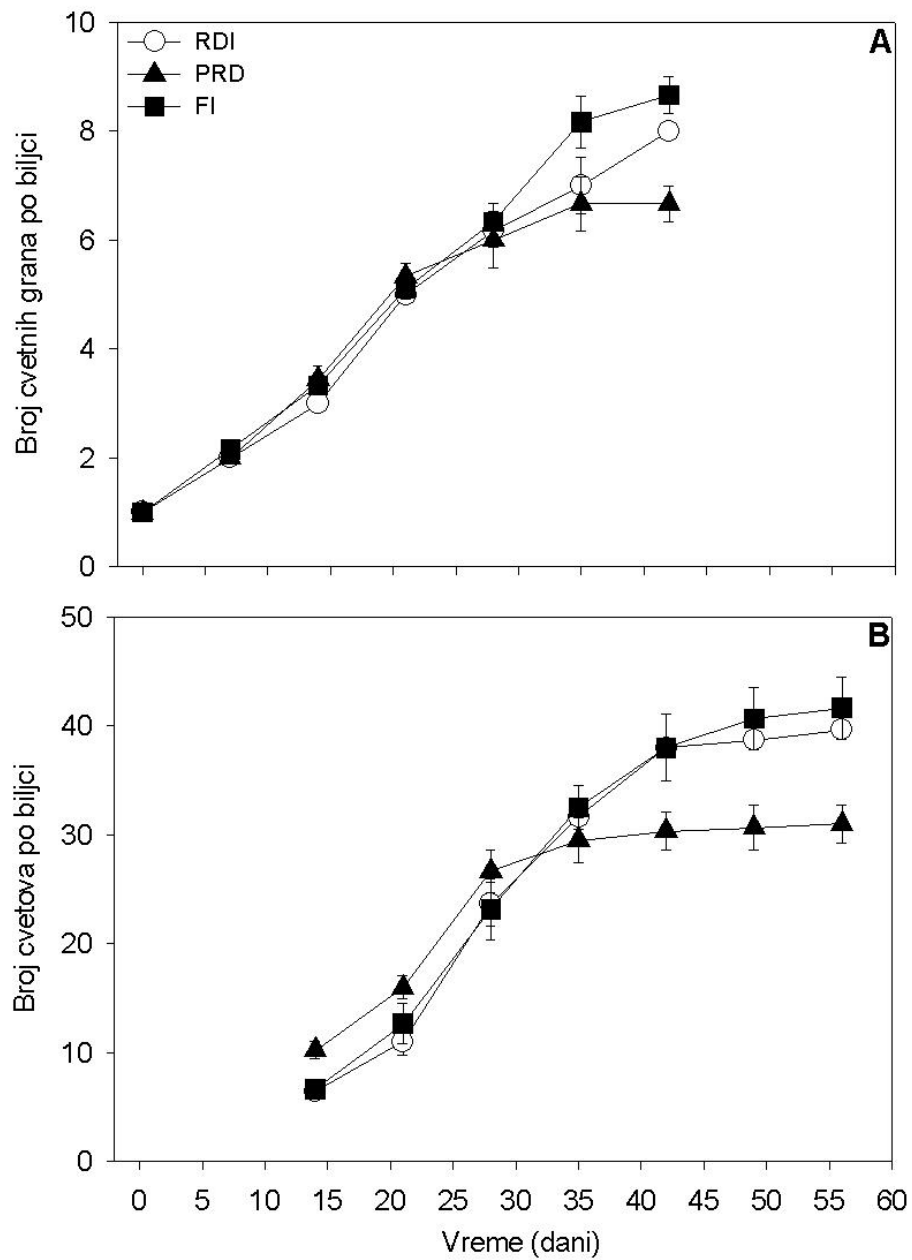 A
RDI
PRD
FI
Broj cvetnih grana po biljci
10
8
6
4
2
0
B
Broj cvetova po biljci
50
40
30
20
10
0
0 5 10 15 20 25 30 35 40 45 50 55 60
Vreme (dani)